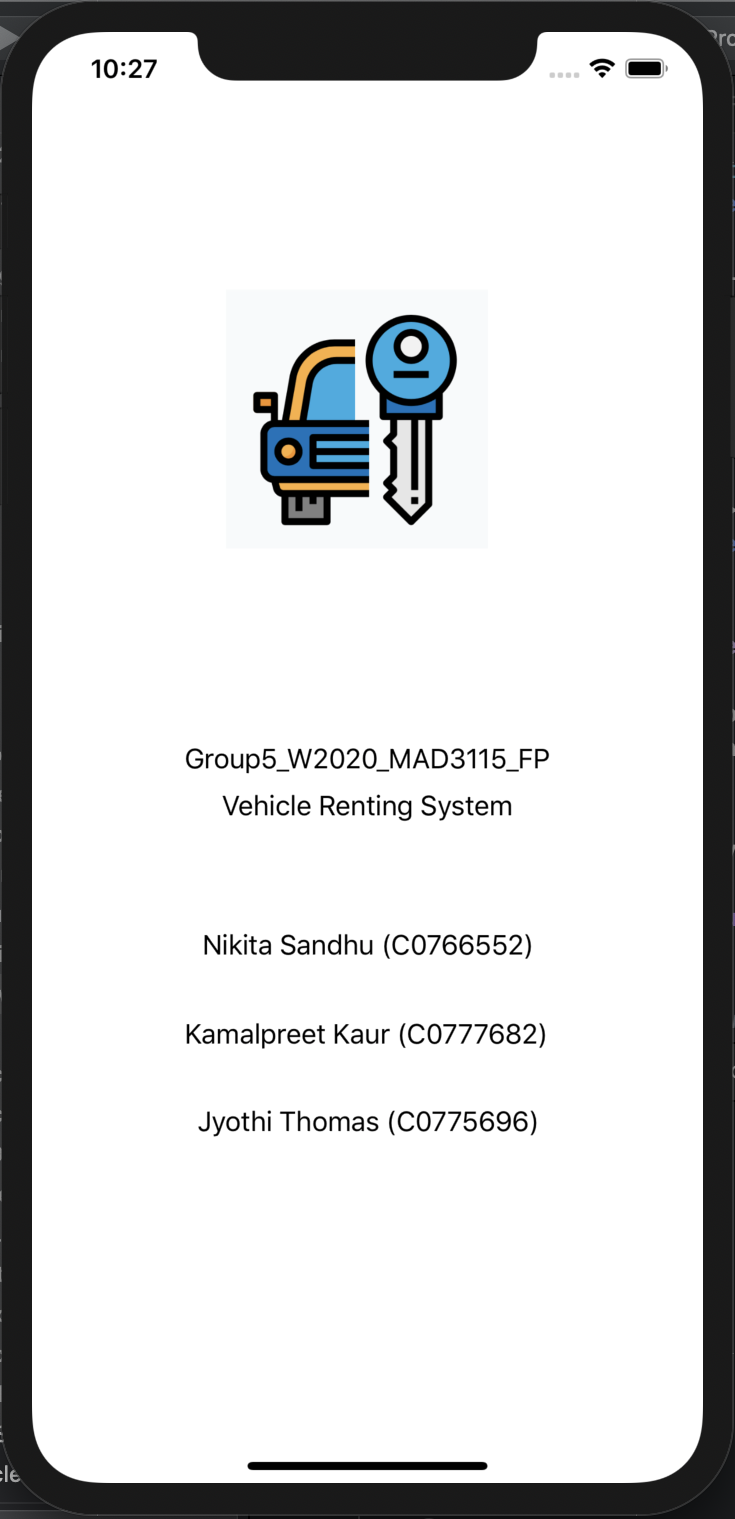 10:27
Group5_W2020_MAD3115_FP
Vehicle Renting System
Nikita Sandhu (C0766552)
Kamalpreet Kaur (C0777682)
Jyothi Thomas (C0775696)